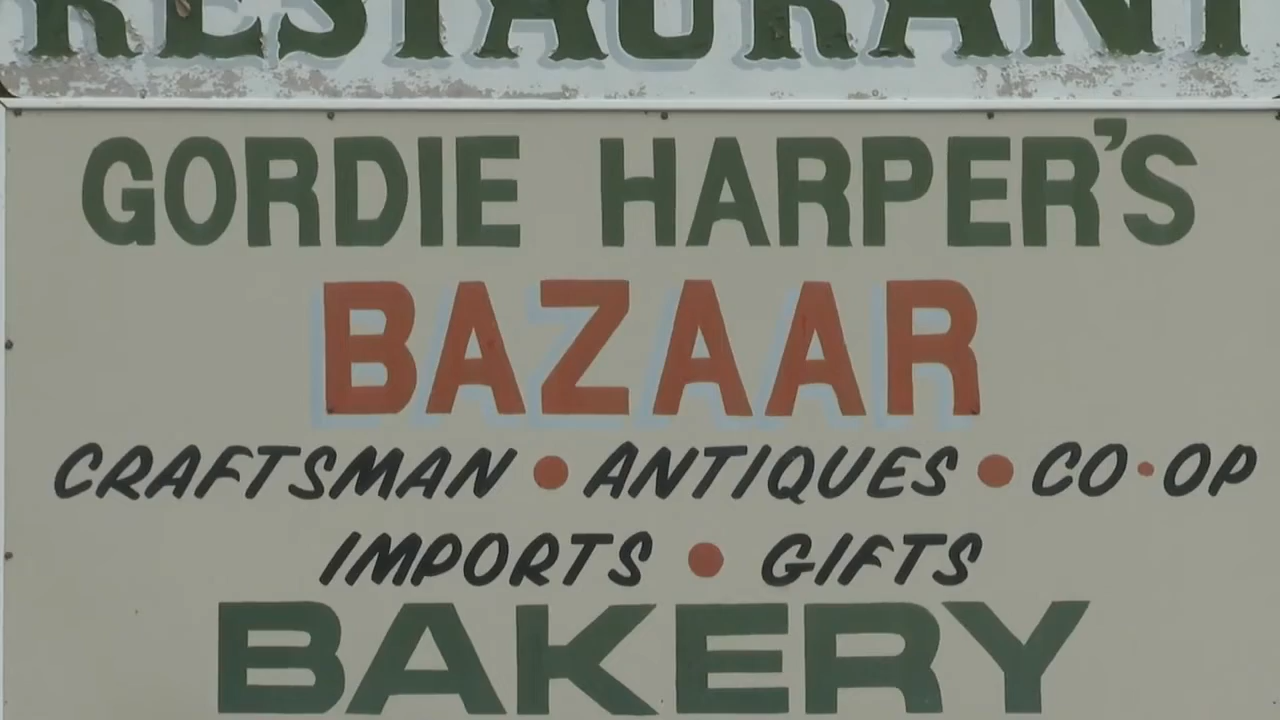 RESTAURANT
GORDIE HARPER'S
BAZAAR
CRAFTSMAN • ANTIQUES • CO•OP
IMPORTS • GIFTS
BAKERY